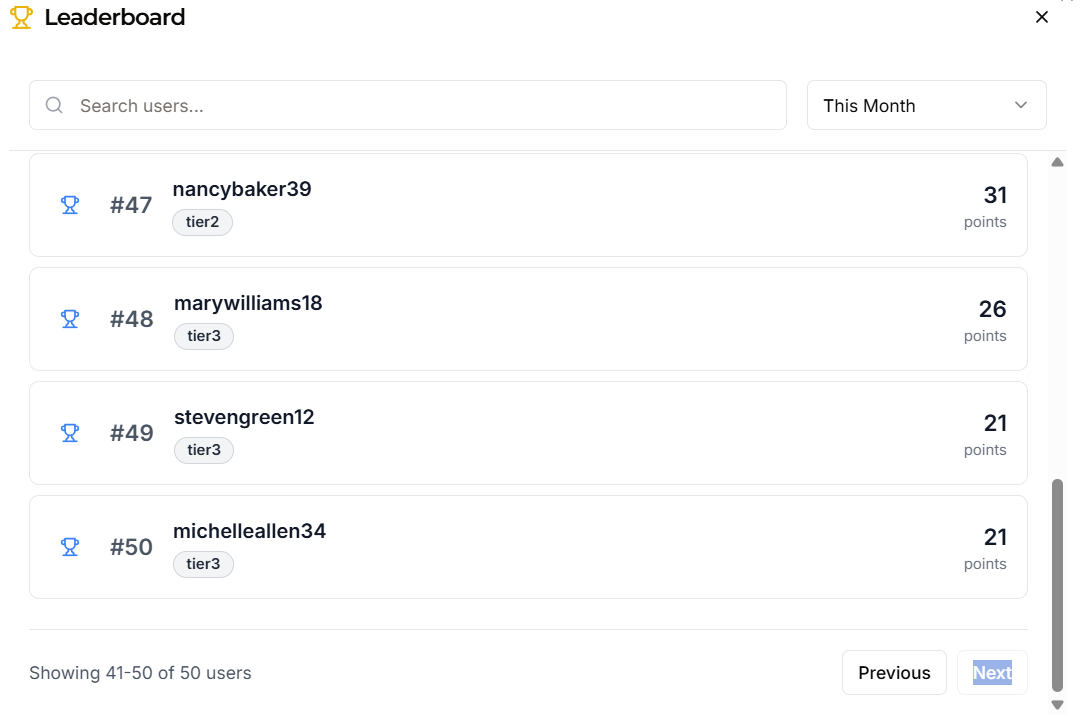 Leaderboard
Search users...
This Month
#47
nancybaker39
tier2
31
points
#48
marywilliams18
tier3
26
points
#49
stevengreen12
tier3
21
points
#50
michelleallen34
tier3
21
points
Showing 41-50 of 50 users
Previous
Next